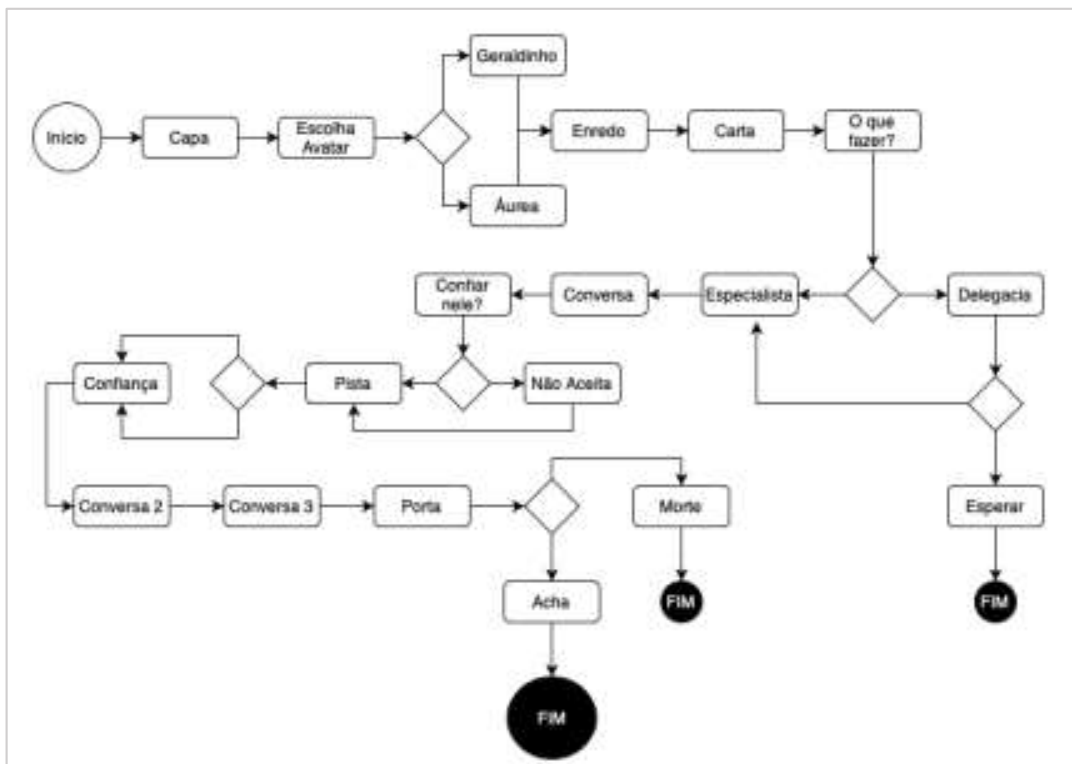 Geraldinho
Início
Capa
Escolha
Avatar
Enredo
Carta
O que
fazer?
Áurea
Confiar
nele?
Conversa
Especialista
Delegacia
Confiança
Pista
Não Aceita
Conversa 2
Conversa 3
Porta
Morte
Esperar
Acha
FIM
FIM
FIM